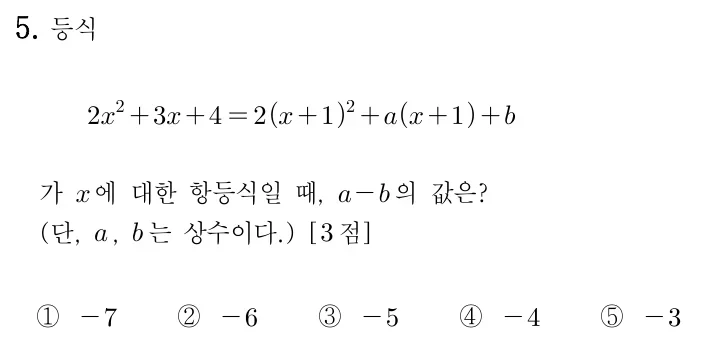 5. 등식
2x²+3x+4=2(x+1)²+a(x+1)+b
가 x에 대한 항등식일 때, a-b의 값은?
(단, a, b는 상수이다.) [3점]
① -7 ② -6 ③ -5 ④ -4 ⑤ -3